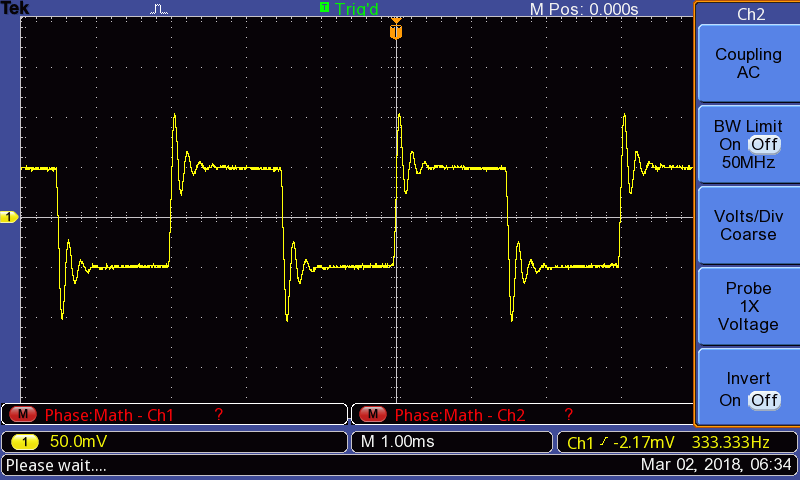 Tek
T Trig'd
M Pos: 0.000s
T
1
Ch2
Coupling
AC
BW Limit
On Off
50MHz
Volts/Div
Coarse
Probe
1X
Voltage
Invert
On Off
M Phase:Math - Ch1 ?
M Phase:Math - Ch2 ?
1 50.0mV
M 1.00ms
Ch1 -2.17mV 333.333Hz
Please wait....
Mar 02, 2018, 06:34